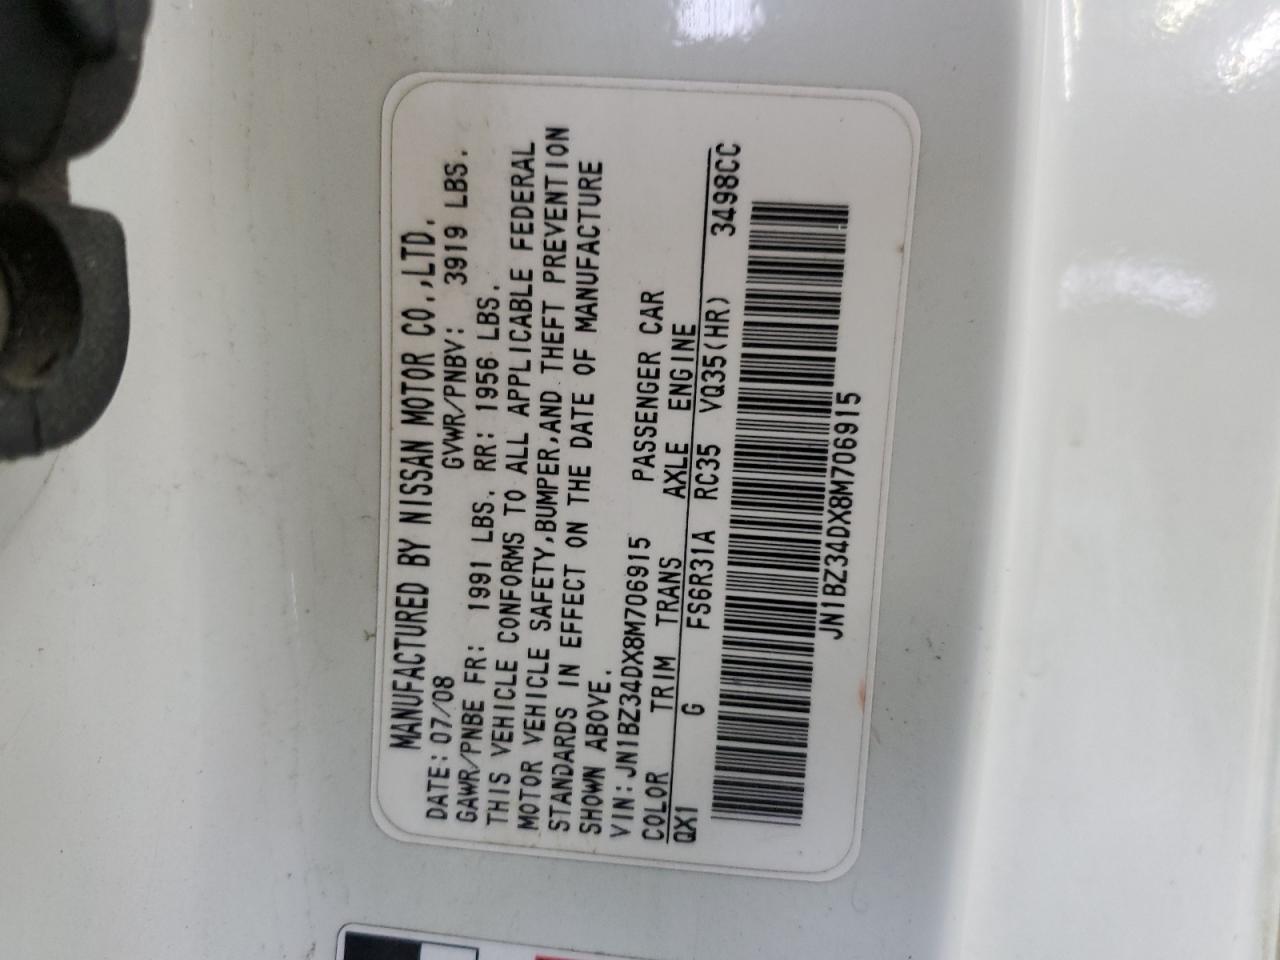 MANUFACTURED BY NISSAN MOTOR CO.,LTD.
DATE: 07/08 GVWR/PNBV: 3919 LBS.
GAWR/PNBE FR: 1991 LBS. RR: 1956 LBS.
THIS VEHICLE CONFORMS TO ALL APPLICABLE FEDERAL
MOTOR VEHICLE SAFETY,BUMPER,AND THEFT PREVENTION
STANDARDS IN EFFECT ON THE DATE OF MANUFACTURE
SHOWN ABOVE.
VIN:JN1BZ34DX8M706915 PASSENGER CAR
COLOR TRIM TRANS AXLE ENGINE
QX1 G FS6R31A RC35 VQ35(HR) 3498CC
JN1BZ34DX8M706915